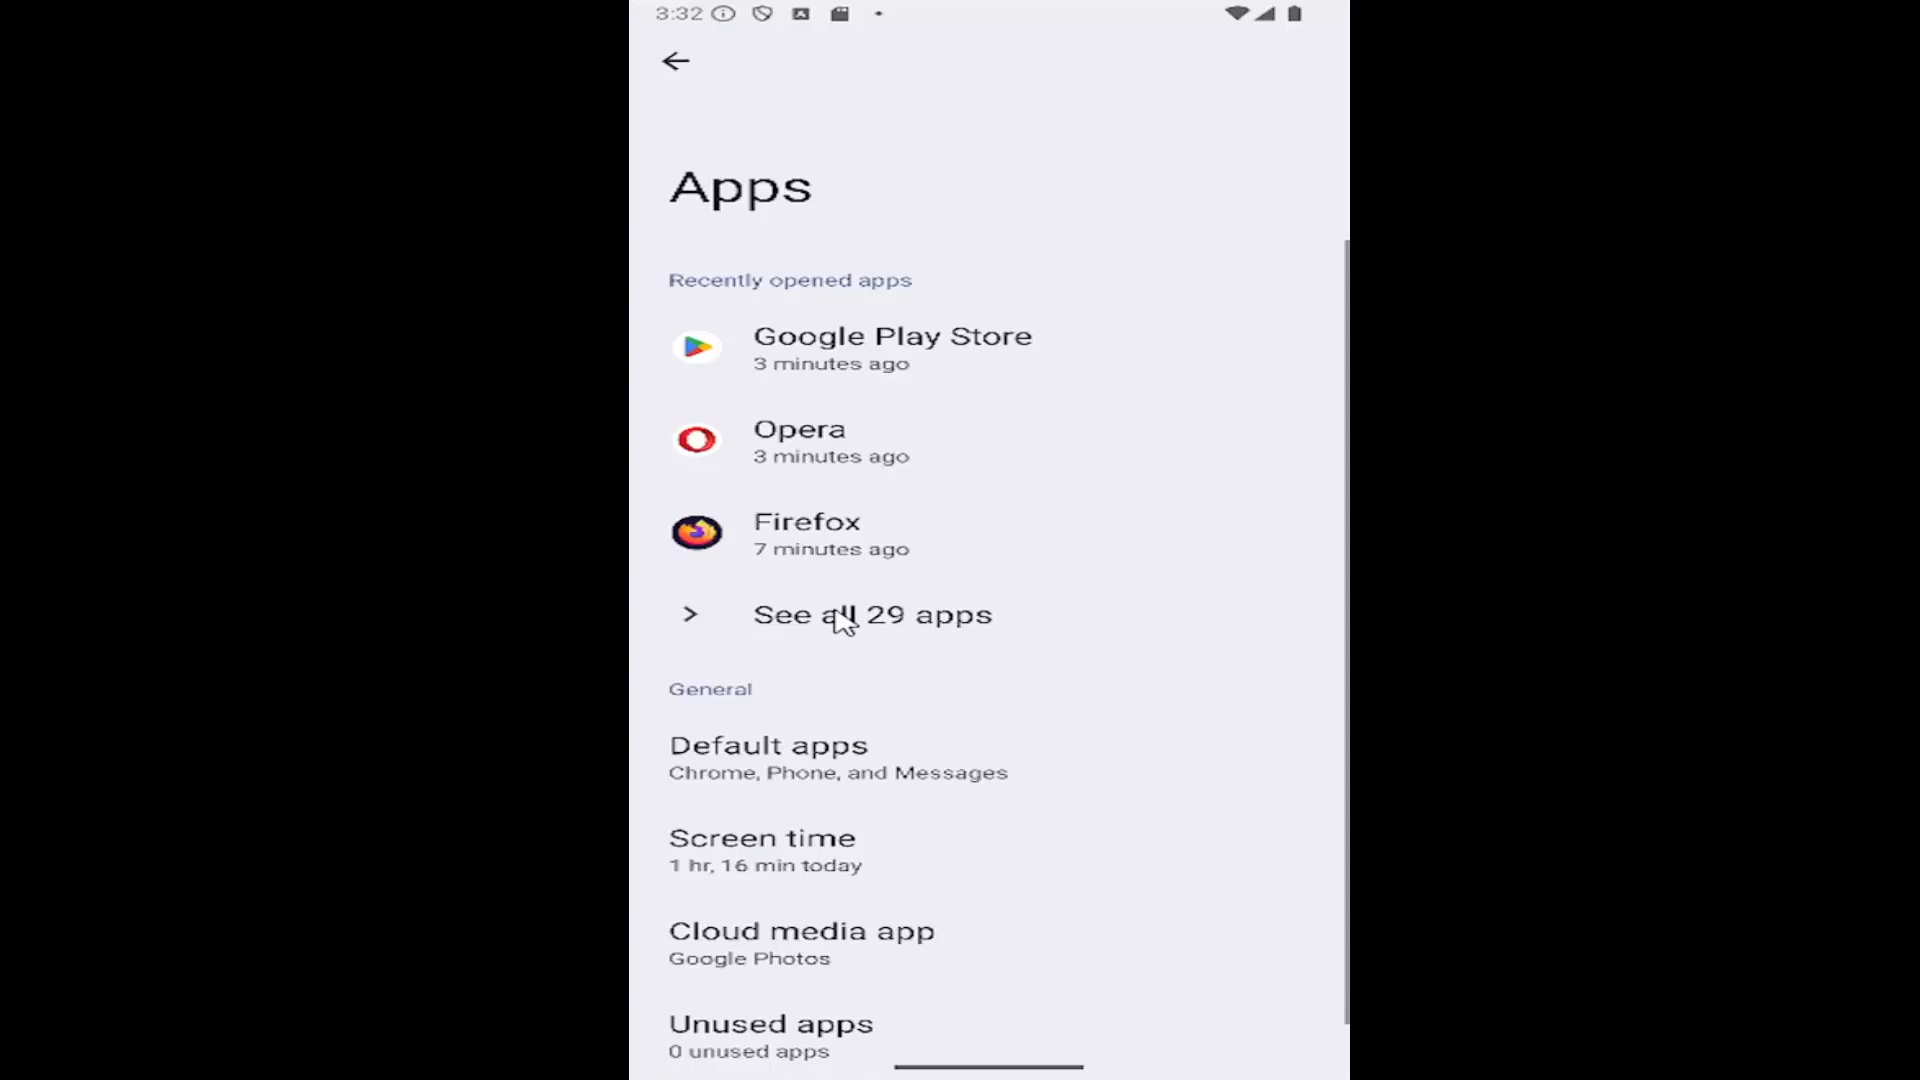 3:32
Apps
Recently opened apps
Google Play Store
3 minutes ago
Opera
3 minutes ago
Firefox
7 minutes ago
See all 29 apps
General
Default apps
Chrome, Phone, and Messages
Screen time
1 hr, 16 min today
Cloud media app
Google Photos
Unused apps
0 unused apps